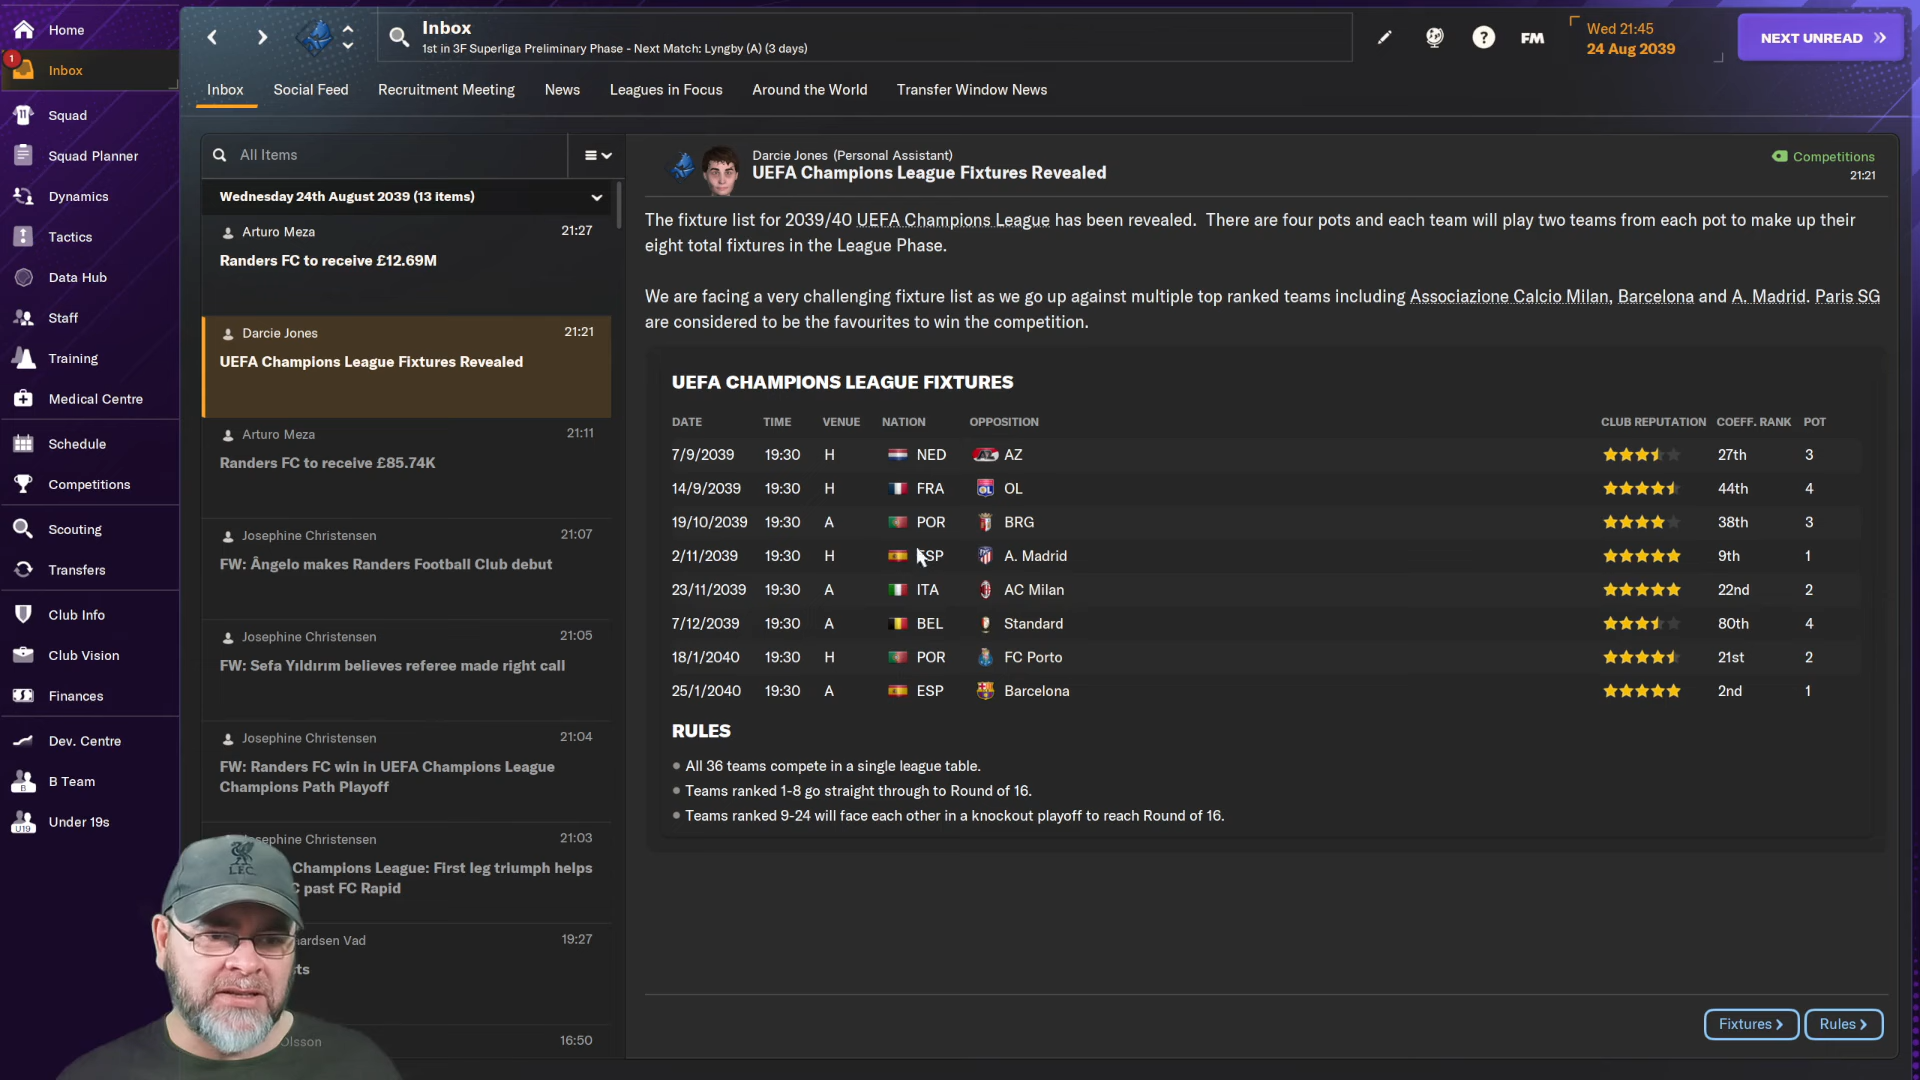 Home
Inbox
1st in 3F Superliga Preliminary Phase - Next Match: Lyngby (A) (3 days)
FM
Wed 21:45
24 Aug 2039
NEXT UNREAD
1
Inbox
Squad
Squad Planner
Dynamics
Tactics
Data Hub
Staff
Training
Medical Centre
Schedule
Competitions
Scouting
Transfers
Club Info
Club Vision
Finances
Dev. Centre
B Team
Under 19s
Inbox Social Feed Recruitment Meeting News Leagues in Focus Around the World Transfer Window News
All Items
Wednesday 24th August 2039 (13 items)
Arturo Meza 21:27
Randers FC to receive £12.69M
Darcie Jones 21:21
UEFA Champions League Fixtures Revealed
Arturo Meza 21:11
Randers FC to receive £85.74K
Josephine Christensen 21:07
FW: Ângelo makes Randers Football Club debut
Josephine Christensen 21:05
FW: Sefa Yıldırım believes referee made right call
Josephine Christensen 21:04
FW: Randers FC win in UEFA Champions League
Champions Path Playoff
Christensen 21:03
Champions League: First leg triumph helps
past FC Rapid
Vad 19:27
16:50
L.F.C.
Darcie Jones (Personal Assistant)
UEFA Champions League Fixtures Revealed
Competitions
21:21
The fixture list for 2039/40 UEFA Champions League has been revealed. There are four pots and each team will play two teams from each pot to make up their
eight total fixtures in the League Phase.
We are facing a very challenging fixture list as we go up against multiple top ranked teams including Associazione Calcio Milan, Barcelona and A. Madrid. Paris SG
are considered to be the favourites to win the competition.
UEFA CHAMPIONS LEAGUE FIXTURES
DATE TIME VENUE NATION OPPOSITION CLUB REPUTATION COEFF. RANK POT
7/9/2039 19:30 H NED AZ 27th 3
14/9/2039 19:30 H FRA OL 44th 4
19/10/2039 19:30 A POR BRG 38th 3
2/11/2039 19:30 H ESP A. Madrid 9th 1
23/11/2039 19:30 A ITA AC Milan 22nd 2
7/12/2039 19:30 A BEL Standard 80th 4
18/1/2040 19:30 H POR FC Porto 21st 2
25/1/2040 19:30 A ESP Barcelona 2nd 1
RULES
All 36 teams compete in a single league table.
Teams ranked 1-8 go straight through to Round of 16.
Teams ranked 9-24 will face each other in a knockout playoff to reach Round of 16.
Fixtures
Rules